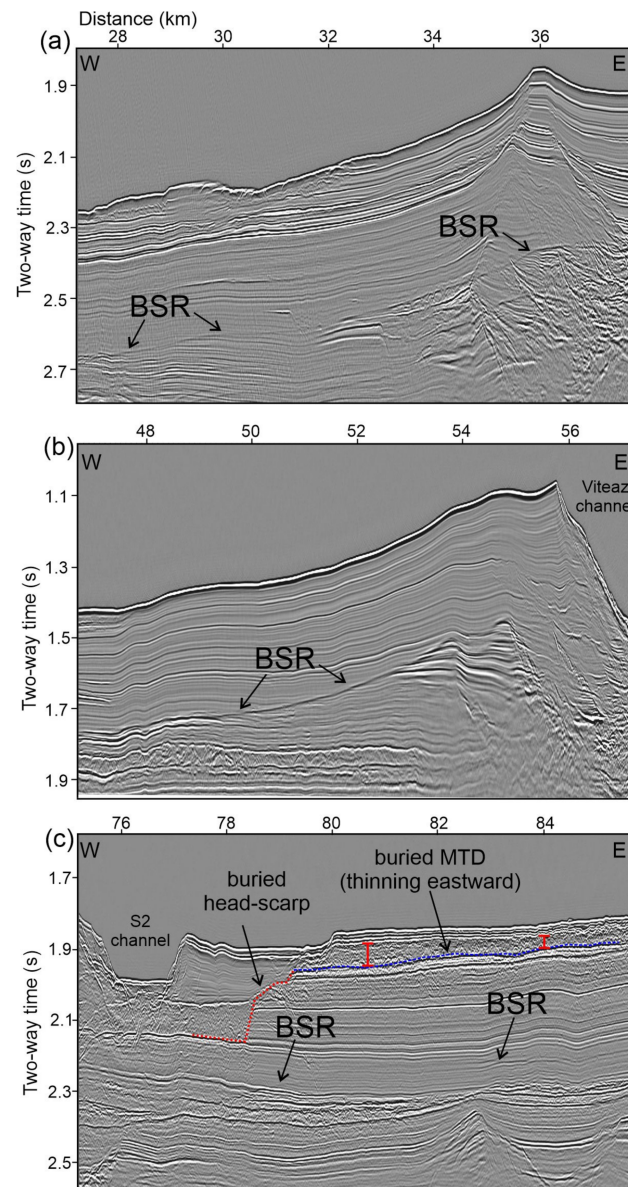 Distance (km)
28 30 32 34 36
(a)
W E
1.9
2.1
2.3
2.5
2.7
Two-way time (s)
BSR
BSR
48 50 52 54 56
(b)
W E
Viteaz
channel
1.1
1.3
1.5
1.7
1.9
Two-way time (s)
BSR
76 78 80 82 84
(c)
W E
1.7
1.9
2.1
2.3
2.5
Two-way time (s)
S2
channel
buried
head-scarp
buried MTD
(thinning eastward)
BSR
BSR